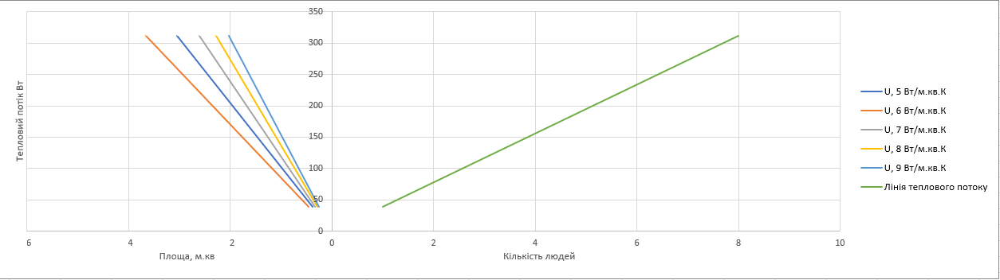 350
300
250
200
150
100
50
0
Тепловий потік Вт
6 4 2 0 2 4 6 8 10
Площа, м.кв
Кількість людей
U, 5 Вт/м.кв.К
U, 6 Вт/м.кв.К
U, 7 Вт/м.кв.К
U, 8 Вт/м.кв.К
U, 9 Вт/м.кв.К
Лінія теплового потоку